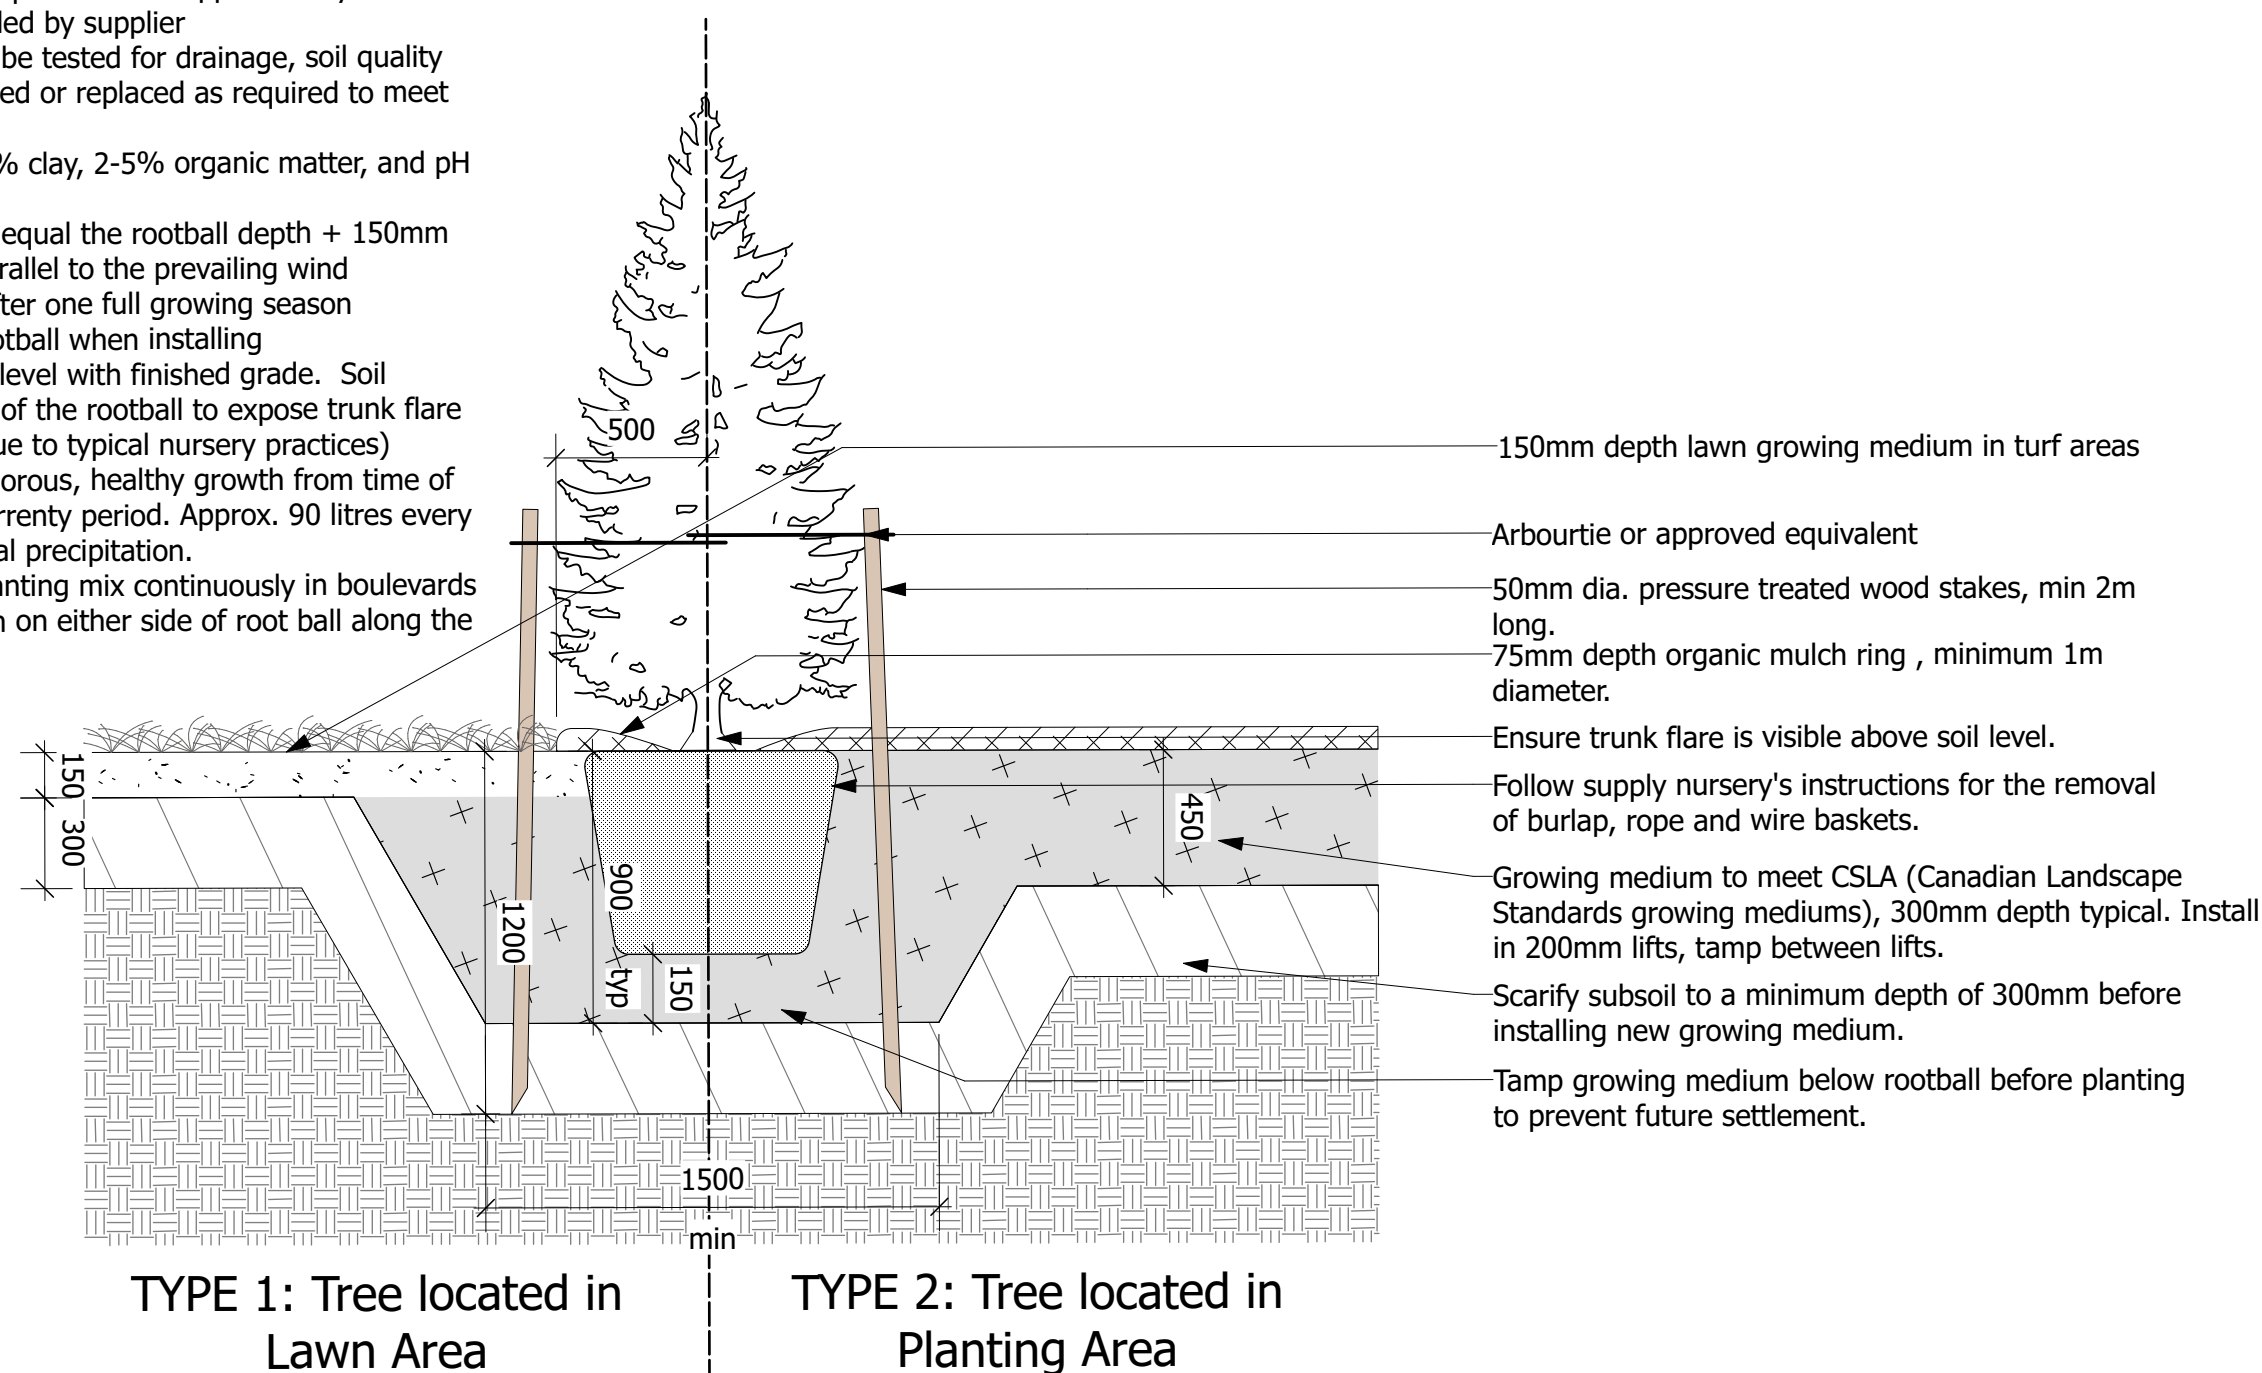 led by supplier
be tested for drainage, soil quality
ed or replaced as required to meet
% clay, 2-5% organic matter, and pH
equal the rootball depth + 150mm
rallel to the prevailing wind
fter one full growing season
otball when installing
level with finished grade.  Soil
of the rootball to expose trunk flare
ue to typical nursery practices)
orous, healthy growth from time of
rrenty period. Approx. 90 litres every
al precipitation.
anting mix continuously in boulevards
on either side of root ball along the
500
150mm depth lawn growing medium in turf areas
Arbourtie or approved equivalent
50mm dia. pressure treated wood stakes, min 2m
long.
75mm depth organic mulch ring , minimum 1m
diameter.
Ensure trunk flare is visible above soil level.
Follow supply nursery's instructions for the removal
of burlap, rope and wire baskets.
Growing medium to meet CSLA (Canadian Landscape
Standards growing mediums), 300mm depth typical. Install
in 200mm lifts, tamp between lifts.
Scarify subsoil to a minimum depth of 300mm before
installing new growing medium.
Tamp growing medium below rootball before planting
to prevent future settlement.
150
300
1200
900
typ
150
450
1500
min
TYPE 1: Tree located in
Lawn Area
TYPE 2: Tree located in
Planting Area